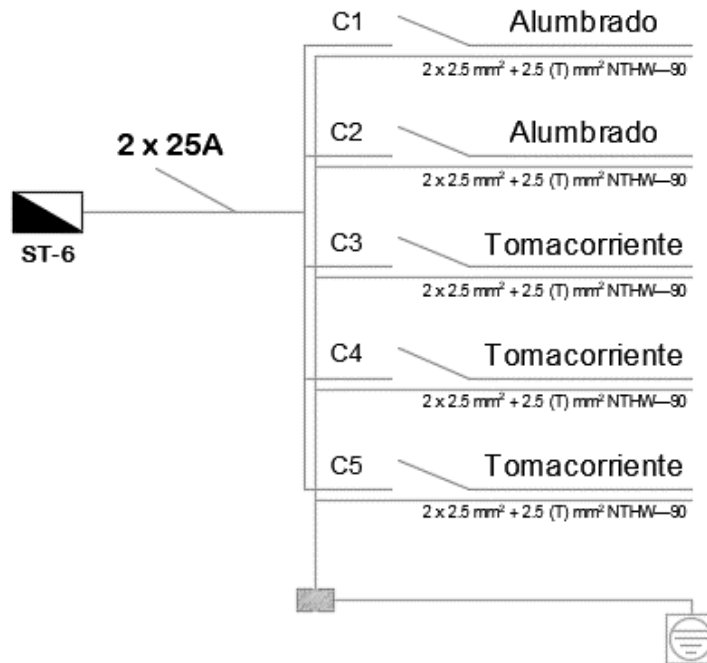 C1 Alumbrado
2 x 2.5 mm² + 2.5 (T) mm² NTHW—90
C2 Alumbrado
2 x 25A
2 x 2.5 mm² + 2.5 (T) mm² NTHW—90
ST-6
C3 Tomacorriente
2 x 2.5 mm² + 2.5 (T) mm² NTHW—90
C4 Tomacorriente
2 x 2.5 mm² + 2.5 (T) mm² NTHW—90
C5 Tomacorriente
2 x 2.5 mm² + 2.5 (T) mm² NTHW—90